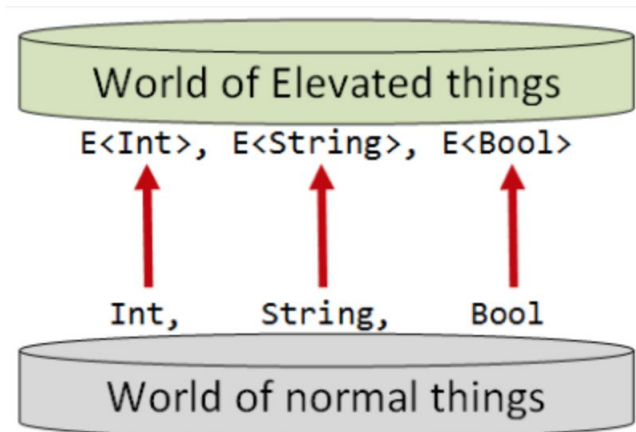 World of Elevated things
E<Int>, E<String>, E<Bool>
Int, String, Bool
World of normal things